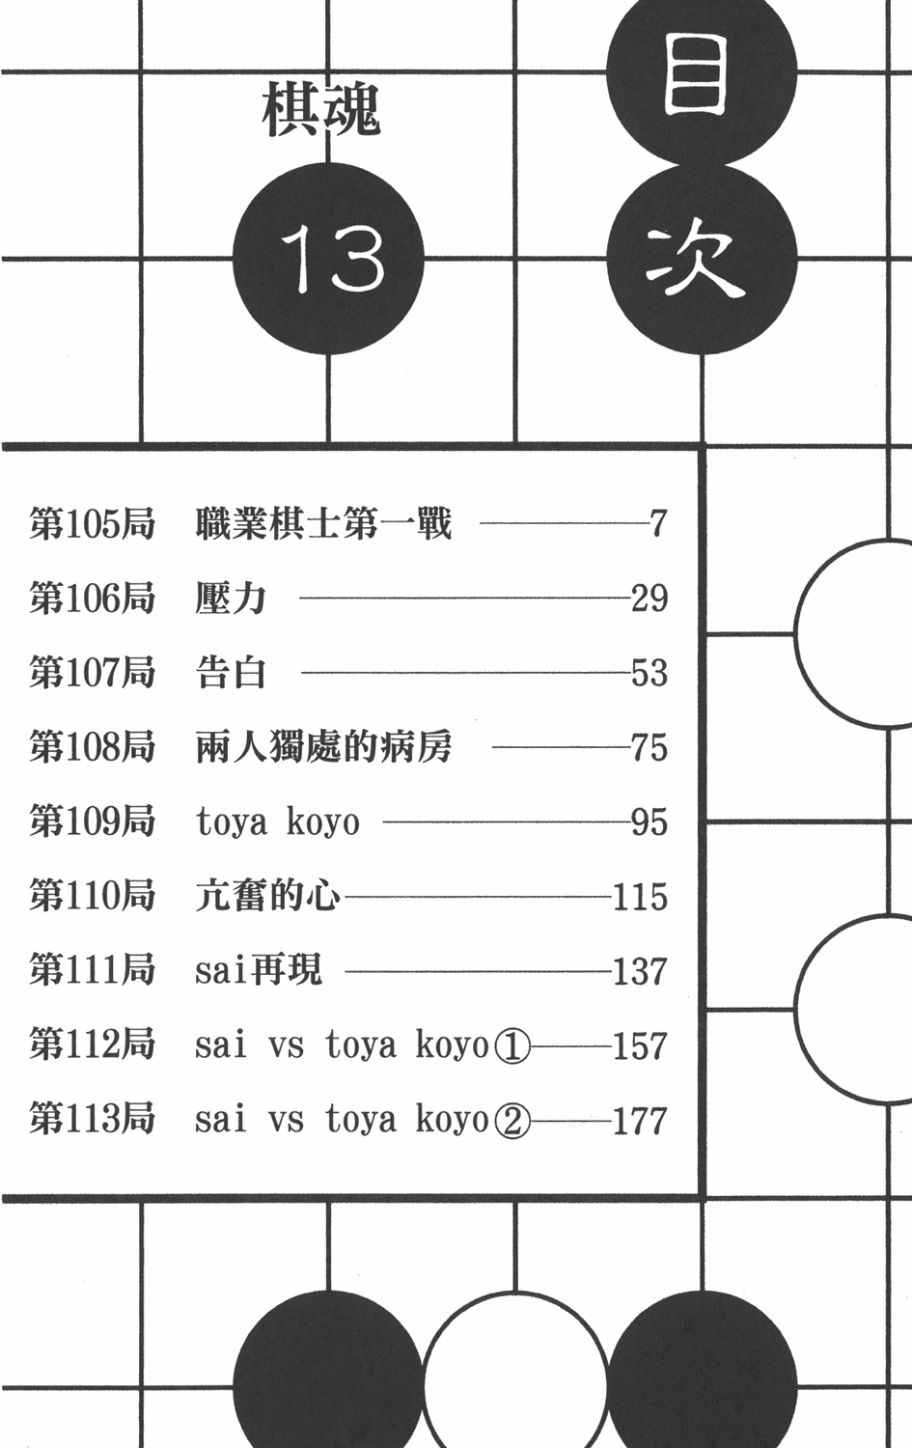 目次
棋魂
13
第105局 職業棋士第一戰 7
第106局 壓力 29
第107局 告白 53
第108局 兩人獨處的病房 75
第109局 toya koyo 95
第110局 亢奮的心 115
第111局 sai再現 137
第112局 sai vs toya koyo① 157
第113局 sai vs toya koyo② 177